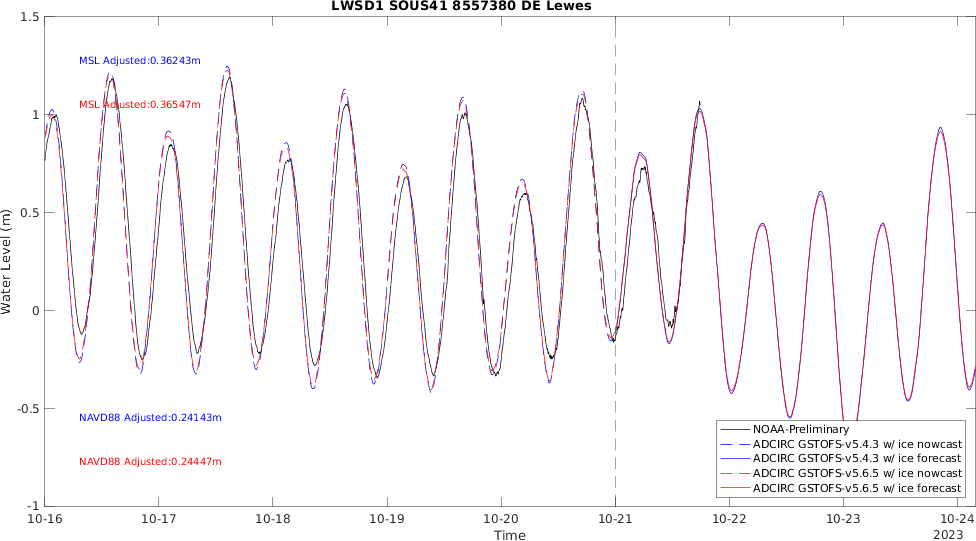 LWSD1 SOUS41 8557380 DE Lewes
1.5
1
0.5
0
-0.5
-1
Water Level (m)
MSL Adjusted:0.36243m
MSL Adjusted:0.36547m
NAVD88 Adjusted:0.24143m
NAVD88 Adjusted:0.24447m
NOAA-Preliminary
ADCIRC GSTOFS-v5.4.3 w/ ice nowcast
ADCIRC GSTOFS-v5.4.3 w/ ice forecast
ADCIRC GSTOFS-v5.6.5 w/ ice nowcast
ADCIRC GSTOFS-v5.6.5 w/ ice forecast
10-16 10-17 10-18 10-19 10-20 10-21 10-22 10-23 10-24
Time
2023